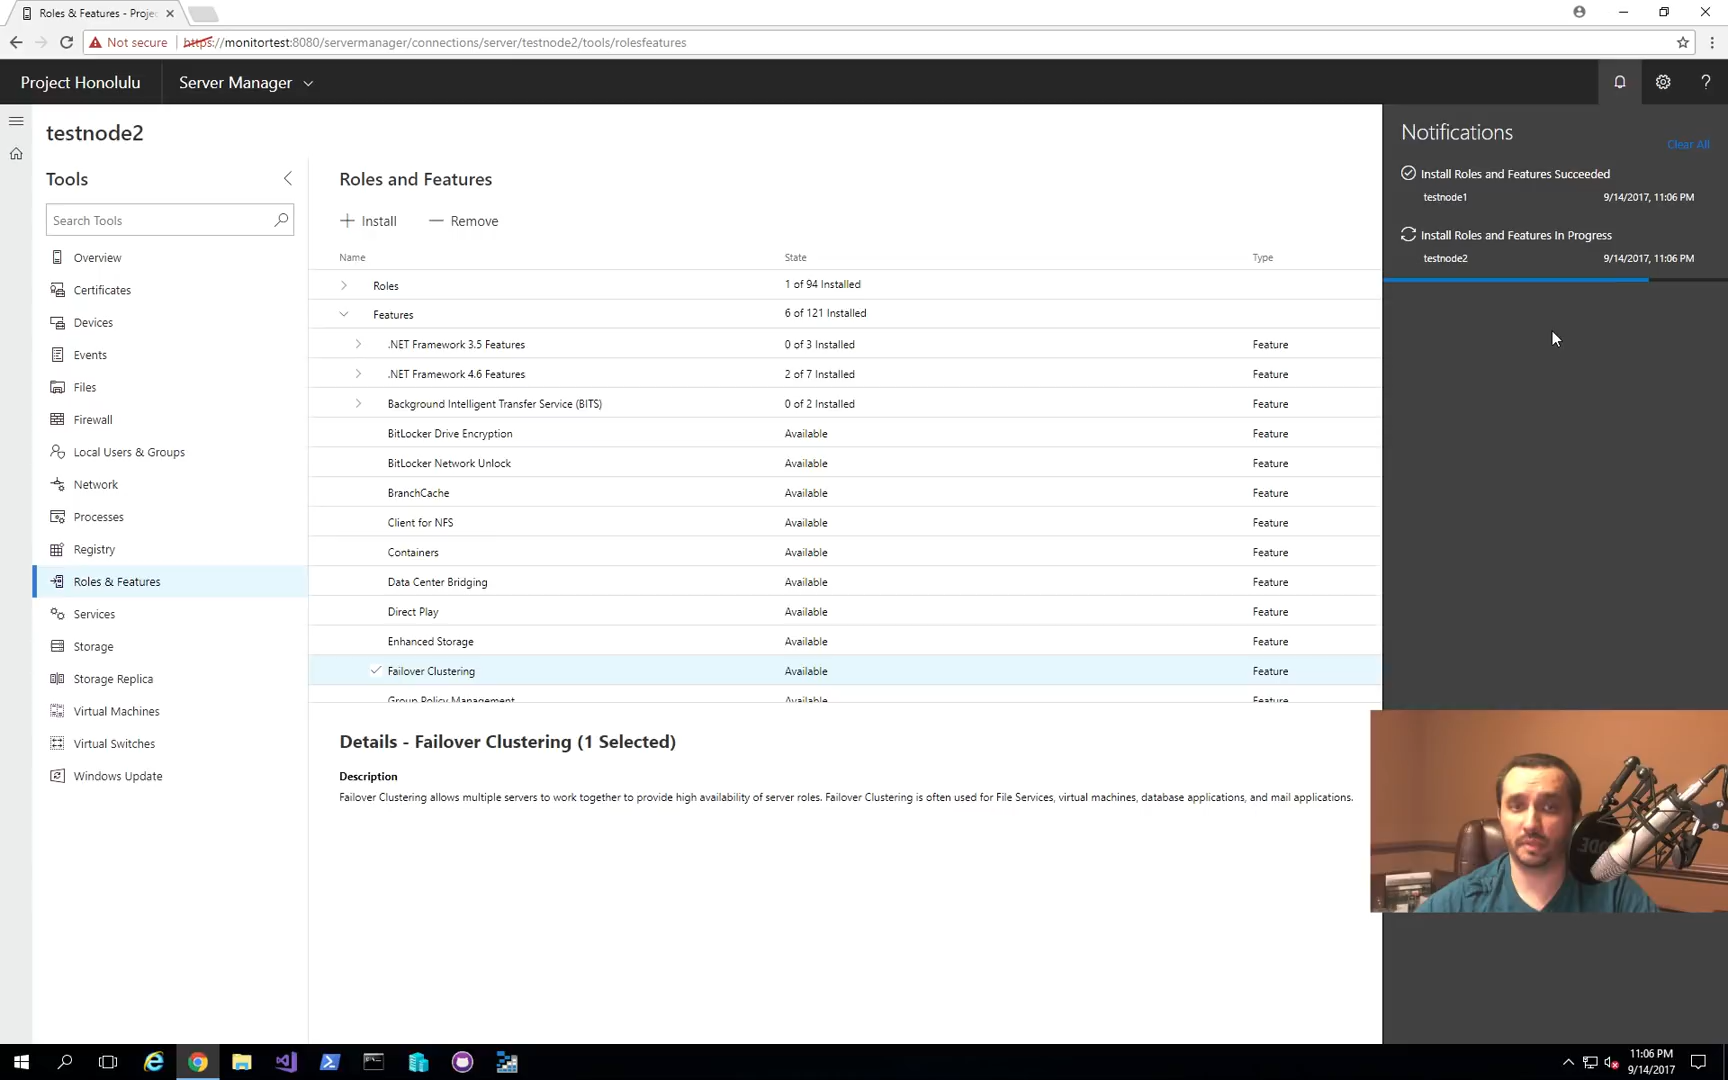 Roles & Features - Proje
Not secure
https://monitortest:8080/servermanager/connections/server/testnode2/tools/rolesfeatures
Project Honolulu
Server Manager
?
testnode2
Tools
Search Tools
Overview
Certificates
Devices
Events
Files
Firewall
Local Users & Groups
Network
Processes
Registry
Roles & Features
Services
Storage
Storage Replica
Virtual Machines
Virtual Switches
Windows Update
Roles and Features
Install
Remove
Name State Type
Roles 1 of 94 Installed
Features 6 of 121 Installed
.NET Framework 3.5 Features 0 of 3 Installed Feature
.NET Framework 4.6 Features 2 of 7 Installed Feature
Background Intelligent Transfer Service (BITS) 0 of 2 Installed Feature
BitLocker Drive Encryption Available Feature
BitLocker Network Unlock Available Feature
BranchCache Available Feature
Client for NFS Available Feature
Containers Available Feature
Data Center Bridging Available Feature
Direct Play Available Feature
Enhanced Storage Available Feature
Failover Clustering Available Feature
Group Policy Management Available Feature
Details - Failover Clustering (1 Selected)
Description
Failover Clustering allows multiple servers to work together to provide high availability of server roles. Failover Clustering is often used for File Services, virtual machines, database applications, and mail applications.
Notifications
Clear All
Install Roles and Features Succeeded
testnode1 9/14/2017, 11:06 PM
Install Roles and Features In Progress
testnode2 9/14/2017, 11:06 PM
11:06 PM
9/14/2017